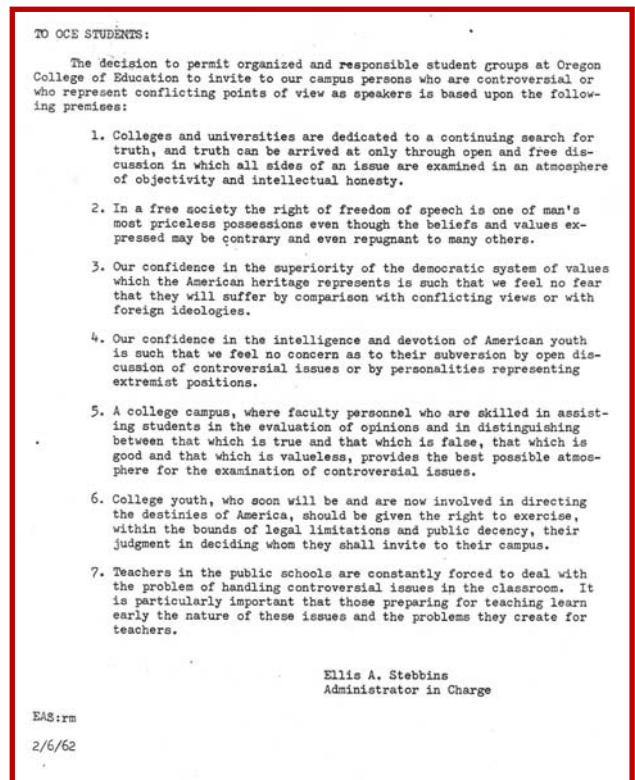 TO OCE STUDENTS:
The decision to permit organized and responsible student groups at Oregon
College of Education to invite to our campus persons who are controversial or
who represent conflicting points of view as speakers is based upon the follow-
ing premises:
1. Colleges and universities are dedicated to a continuing search for
truth, and truth can be arrived at only through open and free dis-
cussion in which all sides of an issue are examined in an atmosphere
of objectivity and intellectual honesty.
2. In a free society the right of freedom of speech is one of man's
most priceless possessions even though the beliefs and values ex-
pressed may be contrary and even repugnant to many others.
3. Our confidence in the superiority of the democratic system of values
which the American heritage represents is such that we feel no fear
that they will suffer by comparison with conflicting views or with
foreign ideologies.
4. Our confidence in the intelligence and devotion of American youth
is such that we feel no concern as to their subversion by open dis-
cussion of controversial issues or by personalities representing
extremist positions.
5. A college campus, where faculty personnel who are skilled in assist-
ing students in the evaluation of opinions and in distinguishing
between that which is true and that which is false, that which is
good and that which is valueless, provides the best possible atmos-
phere for the examination of controversial issues.
6. College youth, who soon will be and are now involved in directing
the destinies of America, should be given the right to exercise,
within the bounds of legal limitations and public decency, their
judgment in deciding whom they shall invite to their campus.
7. Teachers in the public schools are constantly forced to deal with
the problem of handling controversial issues in the classroom. It
is particularly important that those preparing for teaching learn
early the nature of these issues and the problems they create for
teachers.
Ellis A. Stebbins
Administrator in Charge
EAS:rm
2/6/62